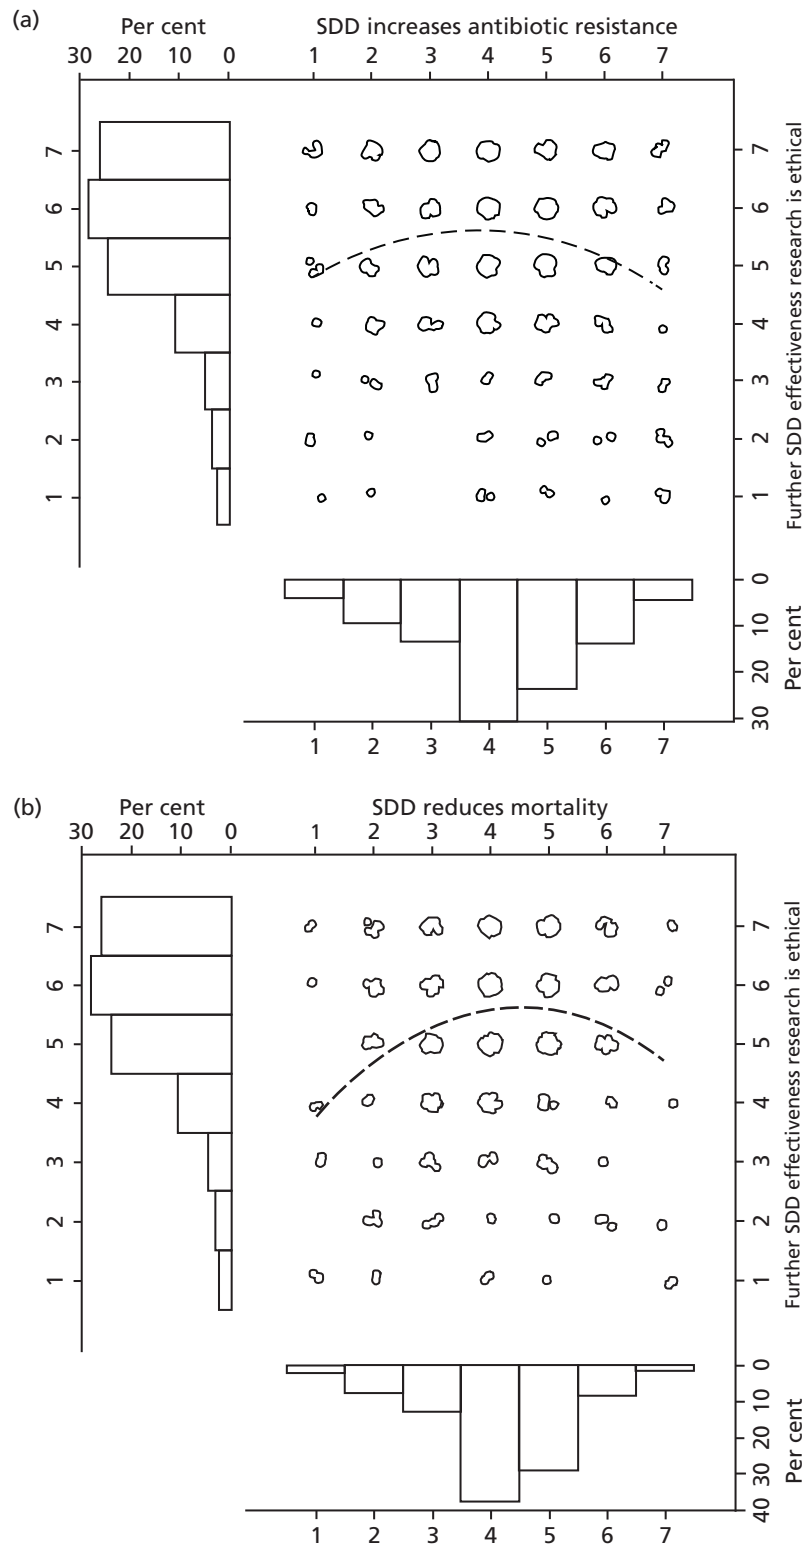 (a)
Per cent
SDD increases antibiotic resistance
30 20 10 0
1 2 3 4 5 6 7
7
6
5
4
3
2
1
7
6
5
4
3
2
1
Further SDD effectiveness research is ethical
0
10
20
30
Per cent
1 2 3 4 5 6 7
(b)
Per cent
SDD reduces mortality
30 20 10 0
1 2 3 4 5 6 7
7
6
5
4
3
2
1
7
6
5
4
3
2
1
Further SDD effectiveness research is ethical
0
10
20
30
40
Per cent
1 2 3 4 5 6 7